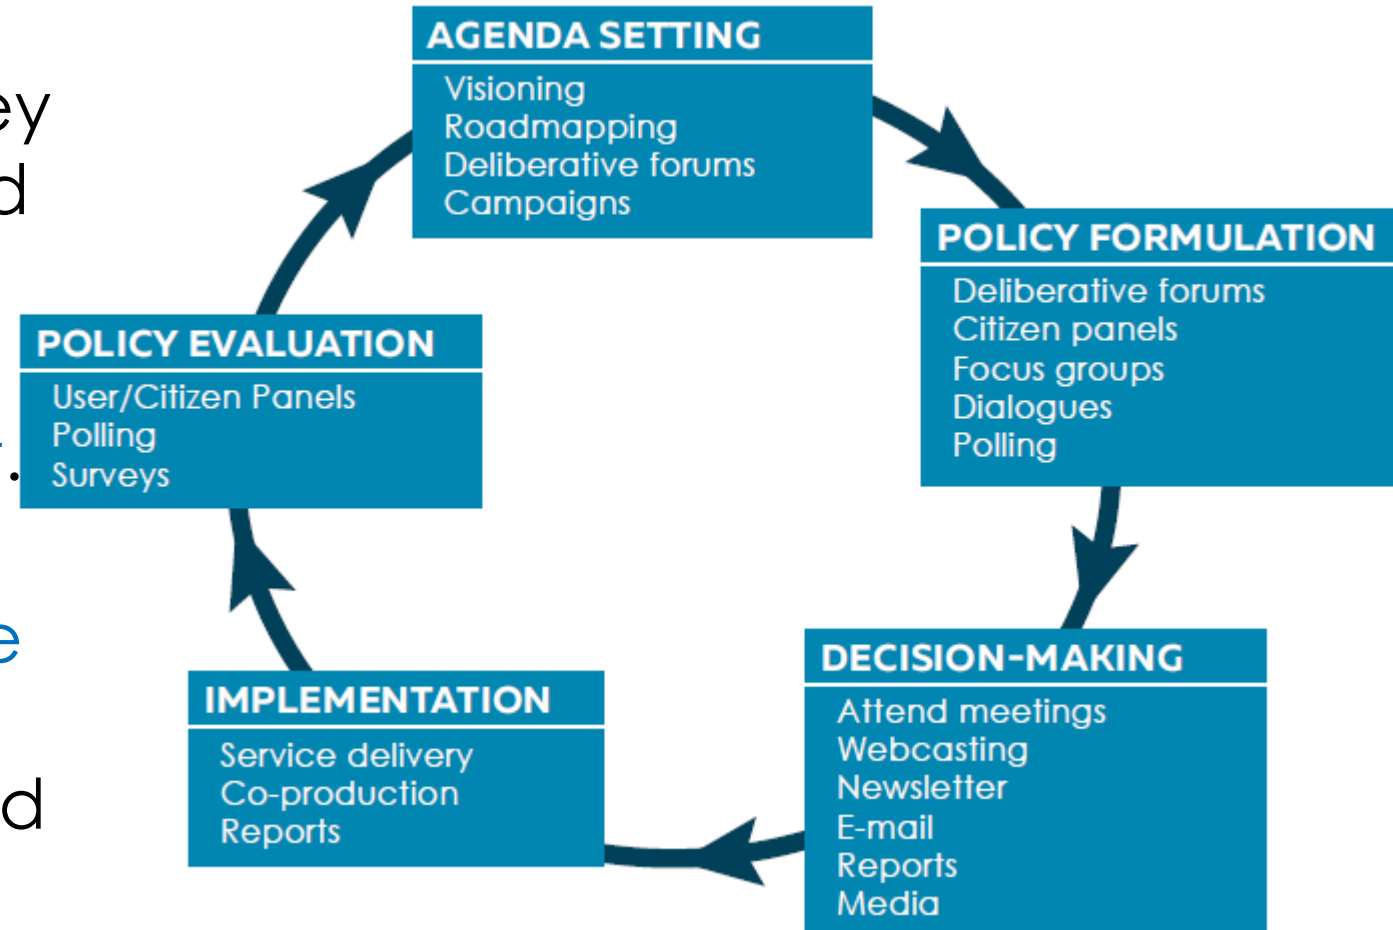 AGENDA SETTING
Visioning
Roadmapping
Deliberative forums
Campaigns
POLICY FORMULATION
Deliberative forums
Citizen panels
Focus groups
Dialogues
Polling
DECISION-MAKING
Attend meetings
Webcasting
Newsletter
E-mail
Reports
Media
IMPLEMENTATION
Service delivery
Co-production
Reports
POLICY EVALUATION
User/Citizen Panels
Polling
Surveys